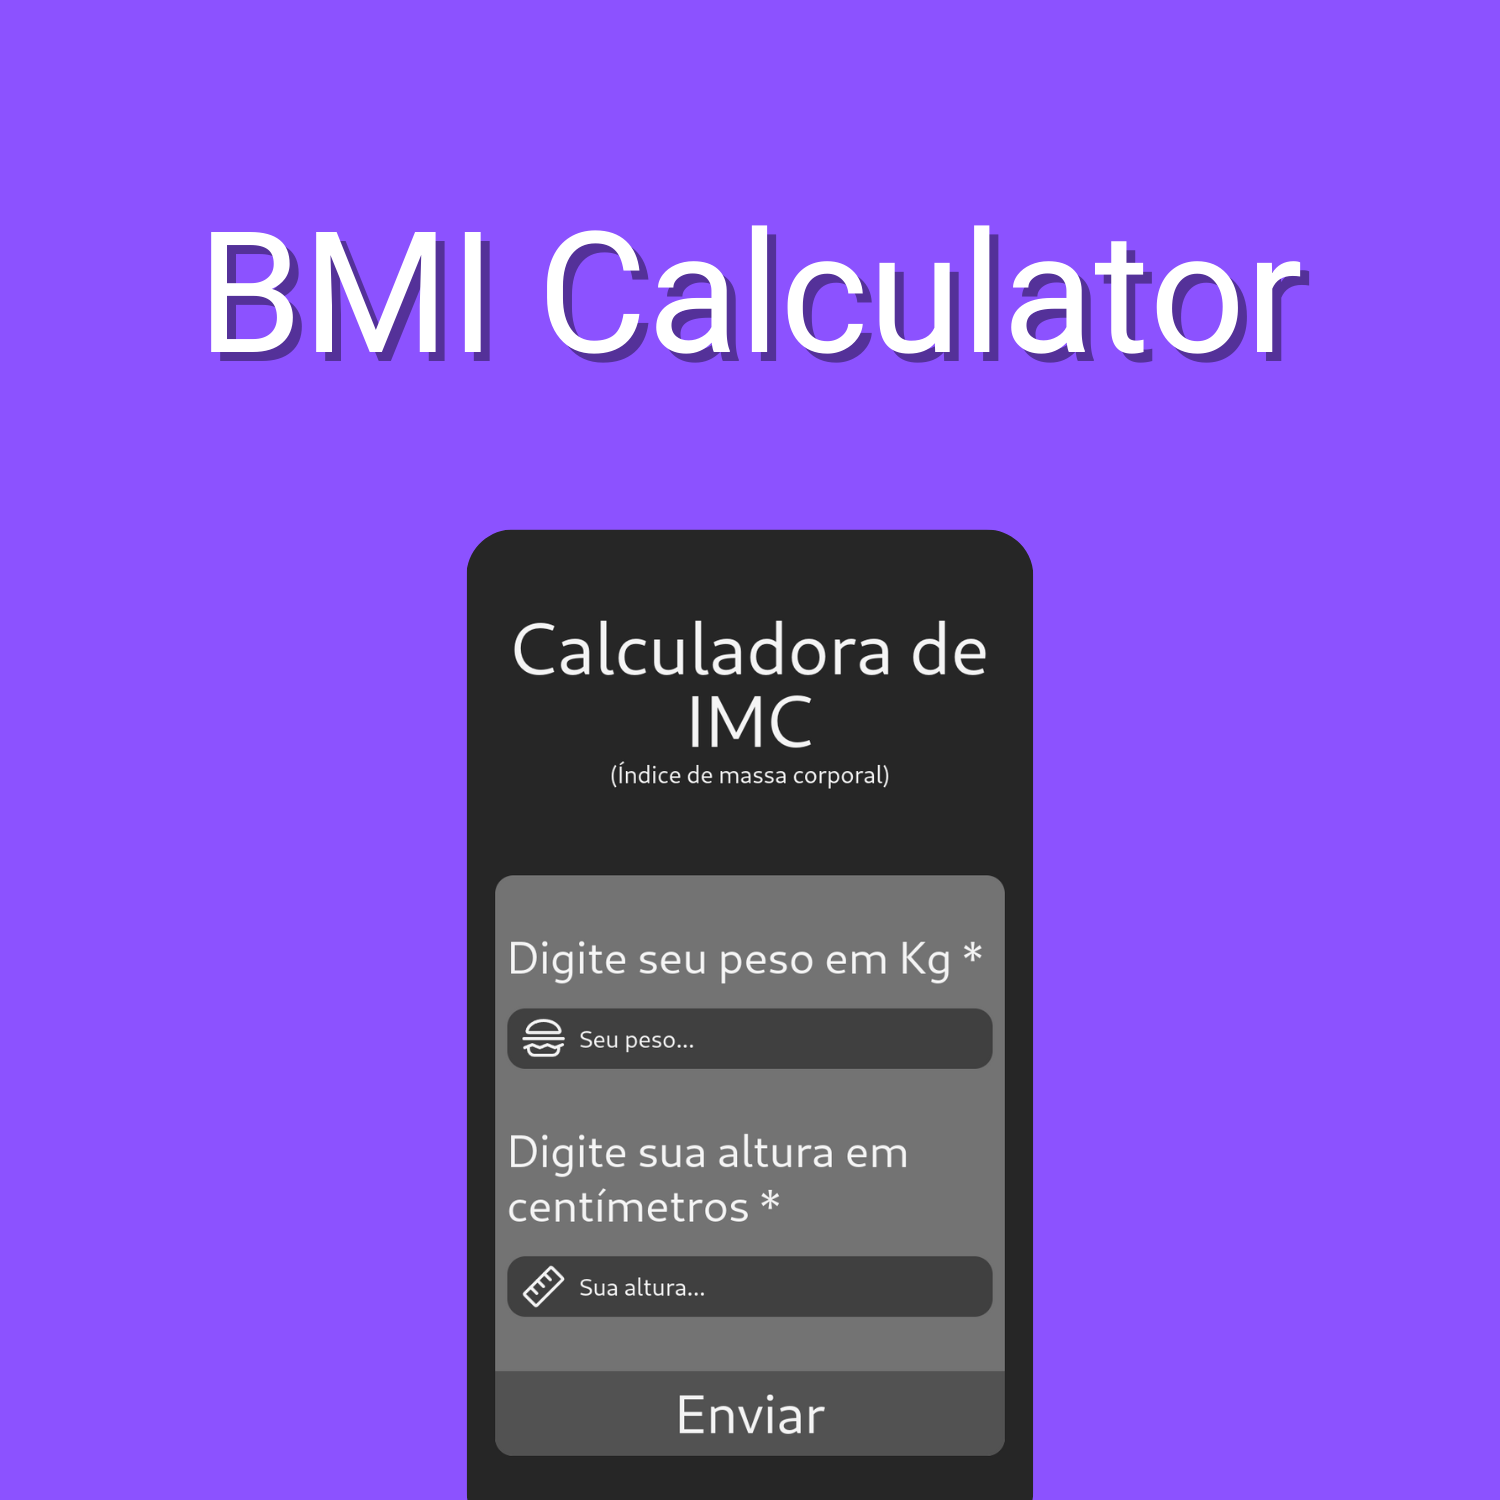 BMI Calculator
Calculadora de
IMC
(Índice de massa corporal)
Digite seu peso em Kg *
Seu peso...
Digite sua altura em
centímetros *
Sua altura...
Enviar